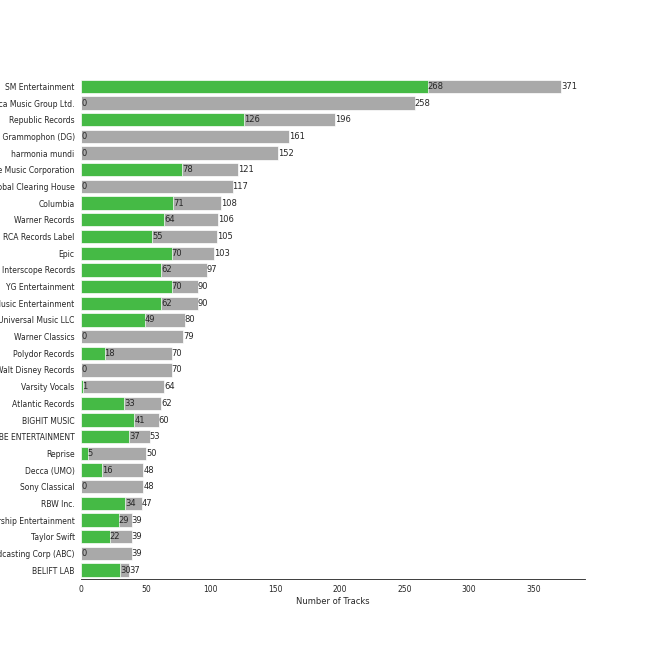 SM Entertainment 268 371
Music Group Ltd. 0 258
Republic Records 126 196
Grammophon (DG) 0 161
harmonia mundi 0 152
Music Corporation 78 121
Clearing House 0 117
Columbia 71 108
Warner Records 64 106
RCA Records Label 55 105
Epic 70 103
Interscope Records 62 97
YG Entertainment 70 90
Entertainment 62 90
Universal Music LLC 49 80
Warner Classics 0 79
Polydor Records 18 70
Walt Disney Records 0 70
Varsity Vocals 1 64
Atlantic Records 33 62
BIGHIT MUSIC 41 60
ENTERTAINMENT 37 53
Reprise 5 50
Decca (UMO) 16 48
Sony Classical 0 48
RBW Inc. 34 47
Entertainment 29 39
Taylor Swift 22 39
Corp (ABC) 0 39
BELIFT LAB 30 37
0 50 100 150 200 250 300 350
Number of Tracks